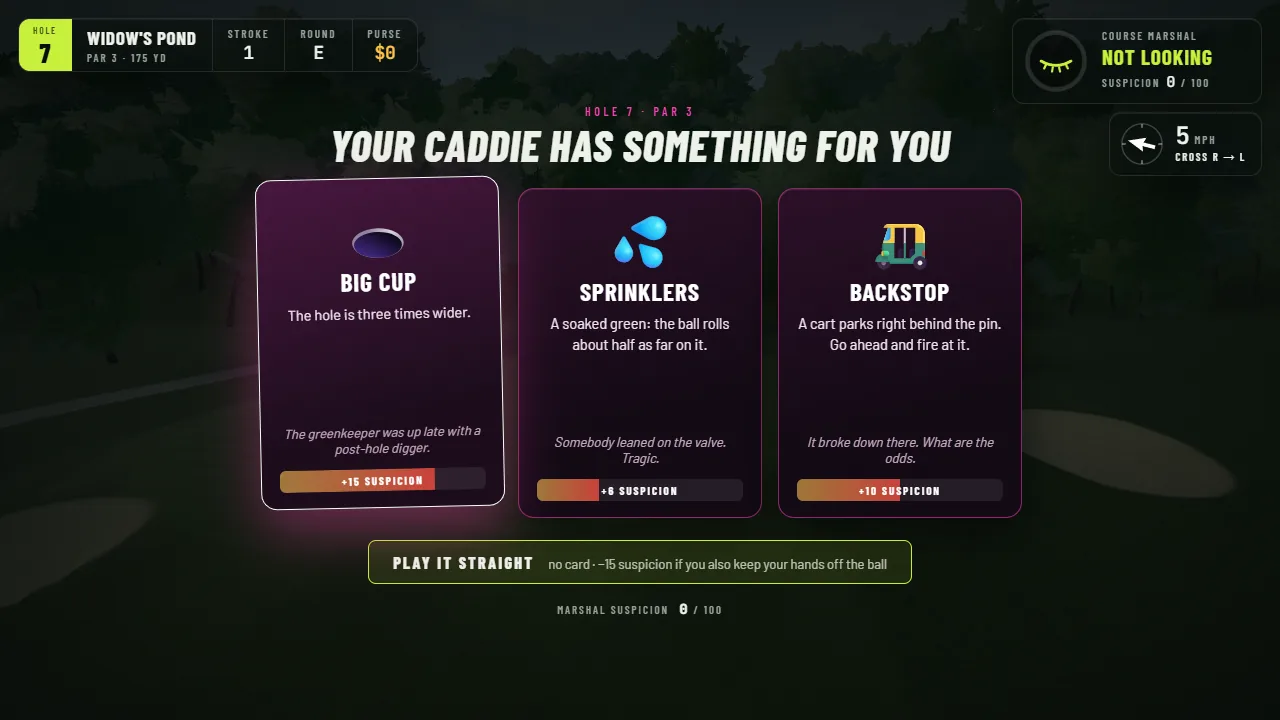 HOLE
7
WIDOW'S POND
PAR 3 · 175 YD
STROKE
1
ROUND
E
PURSE
$0
COURSE MARSHAL
NOT LOOKING
SUSPICION 0 / 100
5 MPH
CROSS R → L
HOLE 7 · PAR 3
YOUR CADDIE HAS SOMETHING FOR YOU
BIG CUP
The hole is three times wider.
The greenkeeper was up late with a
post-hole digger.
+15 SUSPICION
SPRINKLERS
A soaked green: the ball rolls
about half as far on it.
Somebody leaned on the valve.
Tragic.
+6 SUSPICION
BACKSTOP
A cart parks right behind the pin.
Go ahead and fire at it.
It broke down there. What are the
odds.
+10 SUSPICION
PLAY IT STRAIGHT no card · −15 suspicion if you also keep your hands off the ball
MARSHAL SUSPICION 0 / 100